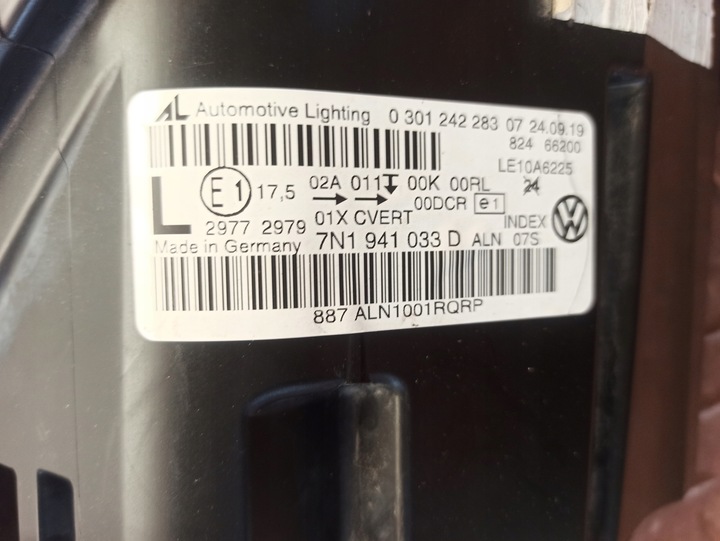 AL Automotive Lighting 0 301 242 283 07 24.09.19
824 66200
LE10A6225
L E1 17,5 02A 011 00K 00RL 24
→ → 00DCR e1
2977 2979 01X CVERT INDEX
Made in Germany 7N1 941 033 D ALN 07S
887 ALN1001RQRP